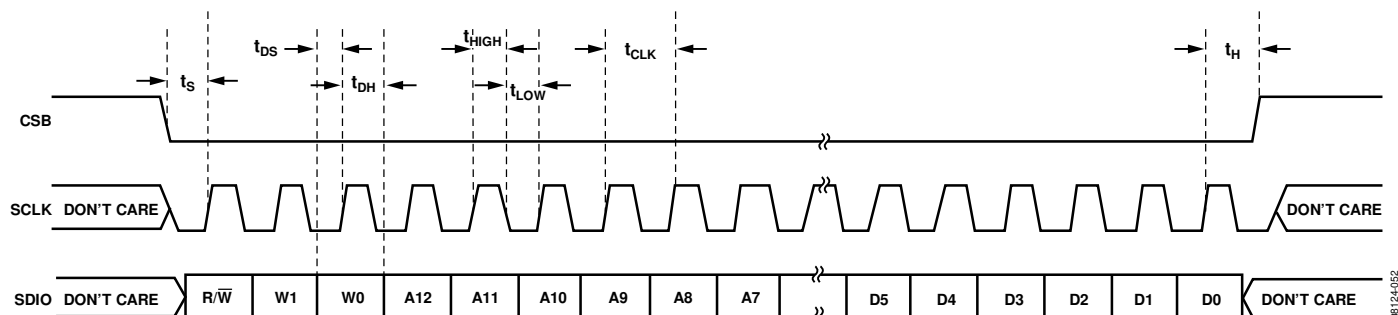 tDS
tHIGH
tCLK
tH
tS
tDH
tLOW
CSB
SCLK DON'T CARE
DON'T CARE
SDIO DON'T CARE R/W̅ W1 W0 A12 A11 A10 A9 A8 A7 D5 D4 D3 D2 D1 D0 DON'T CARE
08124-052